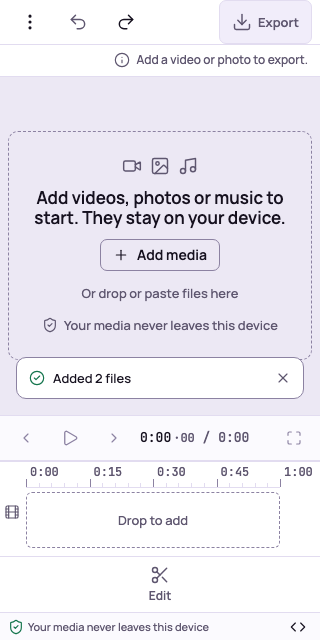 Export
Add a video or photo to export.
Add videos, photos or music to
start. They stay on your device.
Add media
Or drop or paste files here
Your media never leaves this device
Added 2 files
0:00·00 / 0:00
0:00 0:15 0:30 0:45 1:00
Drop to add
Edit
Your media never leaves this device